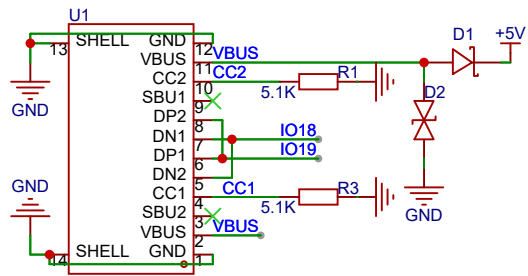 U1
D1
+5V
SHELL
13
GND
12
VBUS
VBUS
11
CC2
CC2
R1
10
SBU1
5.1K
GND
9
DP2
D2
8
DN1
IO18
7
DP1
IO19
6
DN2
GND
5
CC1
CC1
R3
4
SBU2
5.1K
GND
3
VBUS
VBUS
2
SHELL
14
GND
1